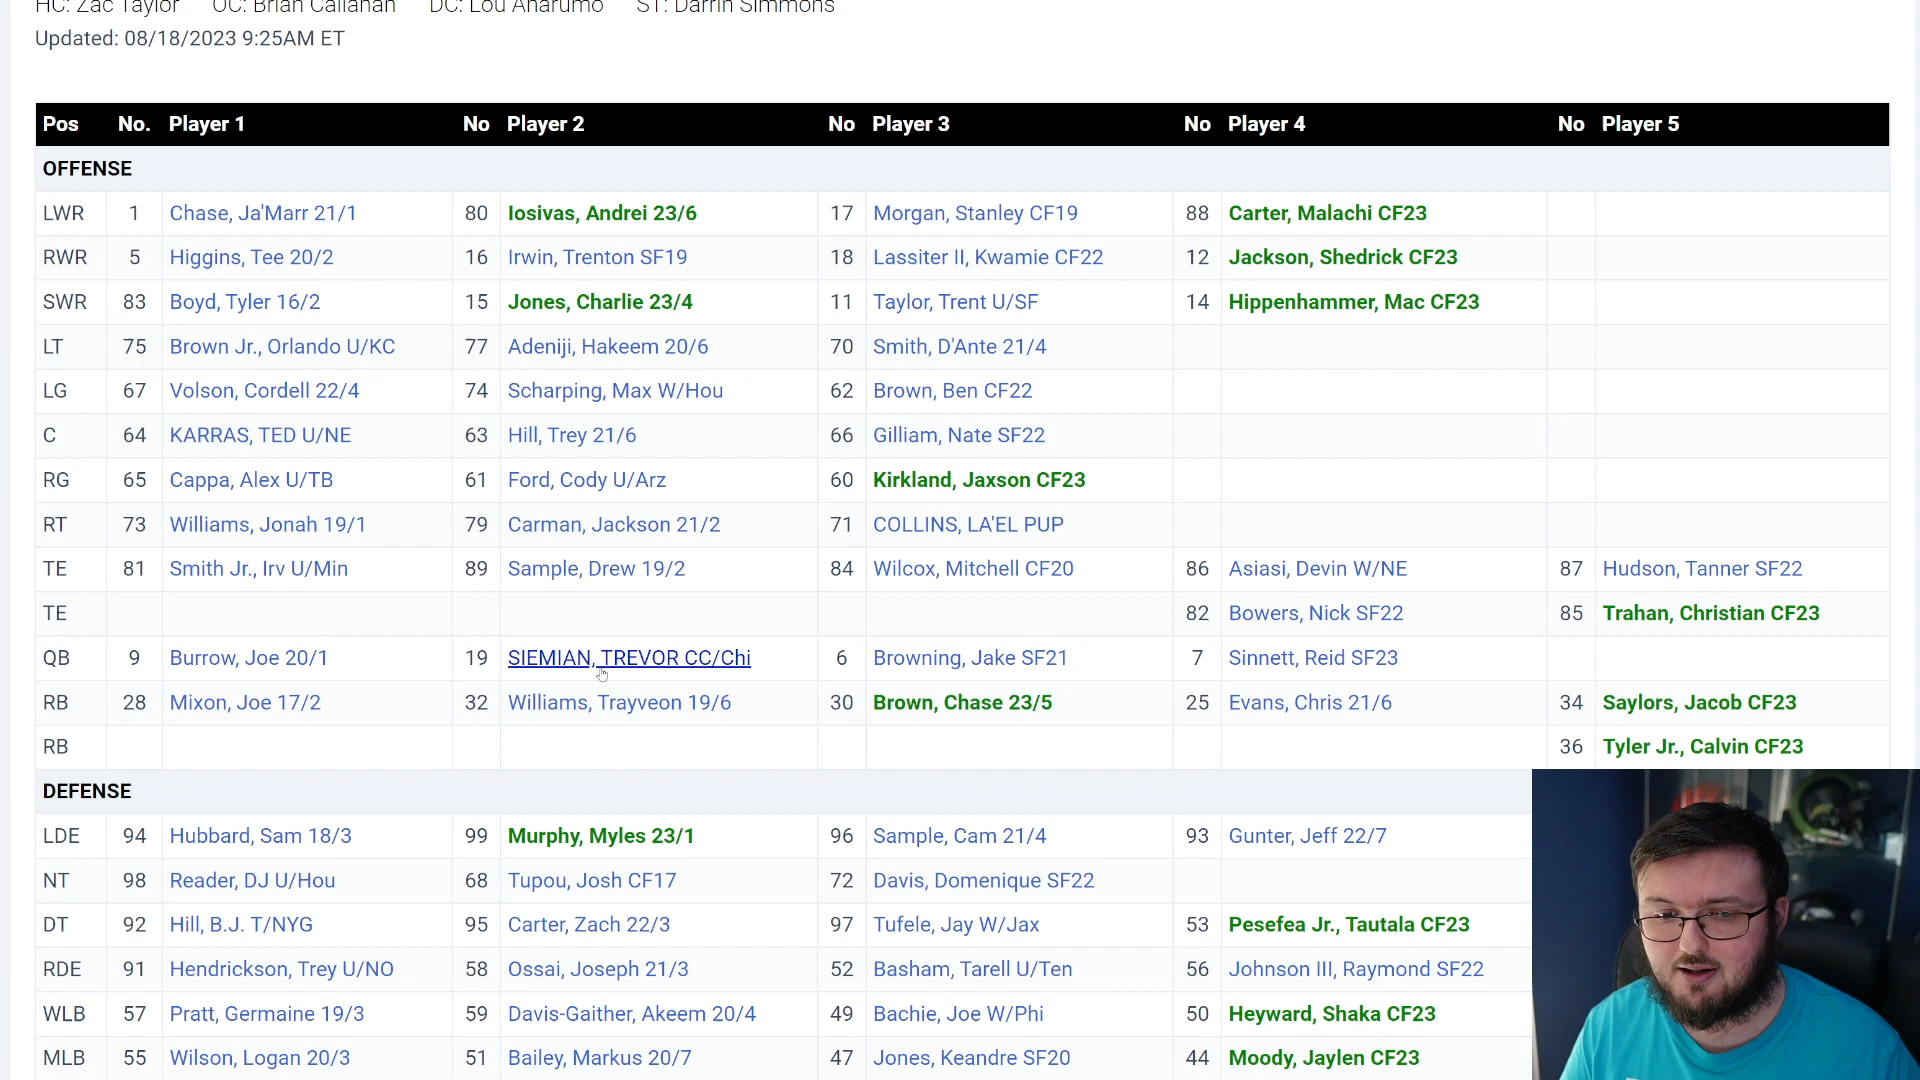 HC: Zac Taylor OC: Brian Callahan DC: Lou Anarumo ST: Darrin Simmons
Updated: 08/18/2023 9:25AM ET
Pos No. Player 1 No Player 2 No Player 3 No Player 4 No Player 5
OFFENSE
LWR 1 Chase, Ja'Marr 21/1 80 Iosivas, Andrei 23/6 17 Morgan, Stanley CF19 88 Carter, Malachi CF23
RWR 5 Higgins, Tee 20/2 16 Irwin, Trenton SF19 18 Lassiter II, Kwamie CF22 12 Jackson, Shedrick CF23
SWR 83 Boyd, Tyler 16/2 15 Jones, Charlie 23/4 11 Taylor, Trent U/SF 14 Hippenhammer, Mac CF23
LT 75 Brown Jr., Orlando U/KC 77 Adeniji, Hakeem 20/6 70 Smith, D'Ante 21/4
LG 67 Volson, Cordell 22/4 74 Scharping, Max W/Hou 62 Brown, Ben CF22
C 64 KARRAS, TED U/NE 63 Hill, Trey 21/6 66 Gilliam, Nate SF22
RG 65 Cappa, Alex U/TB 61 Ford, Cody U/Arz 60 Kirkland, Jaxson CF23
RT 73 Williams, Jonah 19/1 79 Carman, Jackson 21/2 71 COLLINS, LA'EL PUP
TE 81 Smith Jr., Irv U/Min 89 Sample, Drew 19/2 84 Wilcox, Mitchell CF20 86 Asiasi, Devin W/NE 87 Hudson, Tanner SF22
TE 82 Bowers, Nick SF22 85 Trahan, Christian CF23
QB 9 Burrow, Joe 20/1 19 SIEMIAN, TREVOR CC/Chi 6 Browning, Jake SF21 7 Sinnett, Reid SF23
RB 28 Mixon, Joe 17/2 32 Williams, Trayveon 19/6 30 Brown, Chase 23/5 25 Evans, Chris 21/6 34 Saylors, Jacob CF23
RB 36 Tyler Jr., Calvin CF23
DEFENSE
LDE 94 Hubbard, Sam 18/3 99 Murphy, Myles 23/1 96 Sample, Cam 21/4 93 Gunter, Jeff 22/7
NT 98 Reader, DJ U/Hou 68 Tupou, Josh CF17 72 Davis, Domenique SF22
DT 92 Hill, B.J. T/NYG 95 Carter, Zach 22/3 97 Tufele, Jay W/Jax 53 Pesefea Jr., Tautala CF23
RDE 91 Hendrickson, Trey U/NO 58 Ossai, Joseph 21/3 52 Basham, Tarell U/Ten 56 Johnson III, Raymond SF22
WLB 57 Pratt, Germaine 19/3 59 Davis-Gaither, Akeem 20/4 49 Bachie, Joe W/Phi 50 Heyward, Shaka CF23
MLB 55 Wilson, Logan 20/3 51 Bailey, Markus 20/7 47 Jones, Keandre SF20 44 Moody, Jaylen CF23